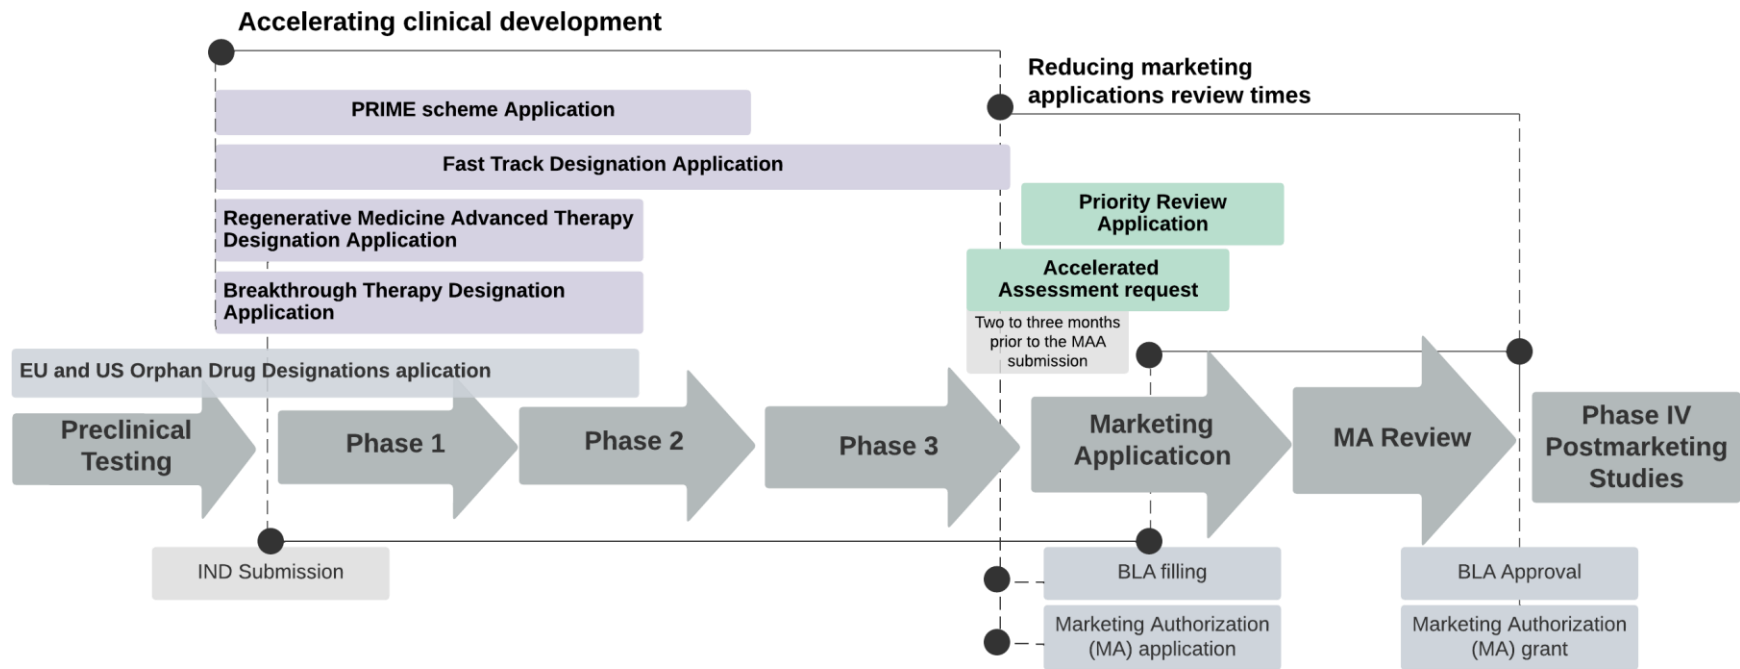 Accelerating clinical development
Reducing marketing
applications review times
PRIME scheme Application
Fast Track Designation Application
Regenerative Medicine Advanced Therapy
Designation Application
Priority Review
Application
Breakthrough Therapy Designation
Application
Accelerated
Assessment request
Two to three months
prior to the MAA
submission
EU and US Orphan Drug Designations aplication
Preclinical
Testing
Phase 1
Phase 2
Phase 3
Marketing
Applicaticon
MA Review
Phase IV
Postmarketing
Studies
IND Submission
BLA filling
BLA Approval
Marketing Authorization
(MA) application
Marketing Authorization
(MA) grant